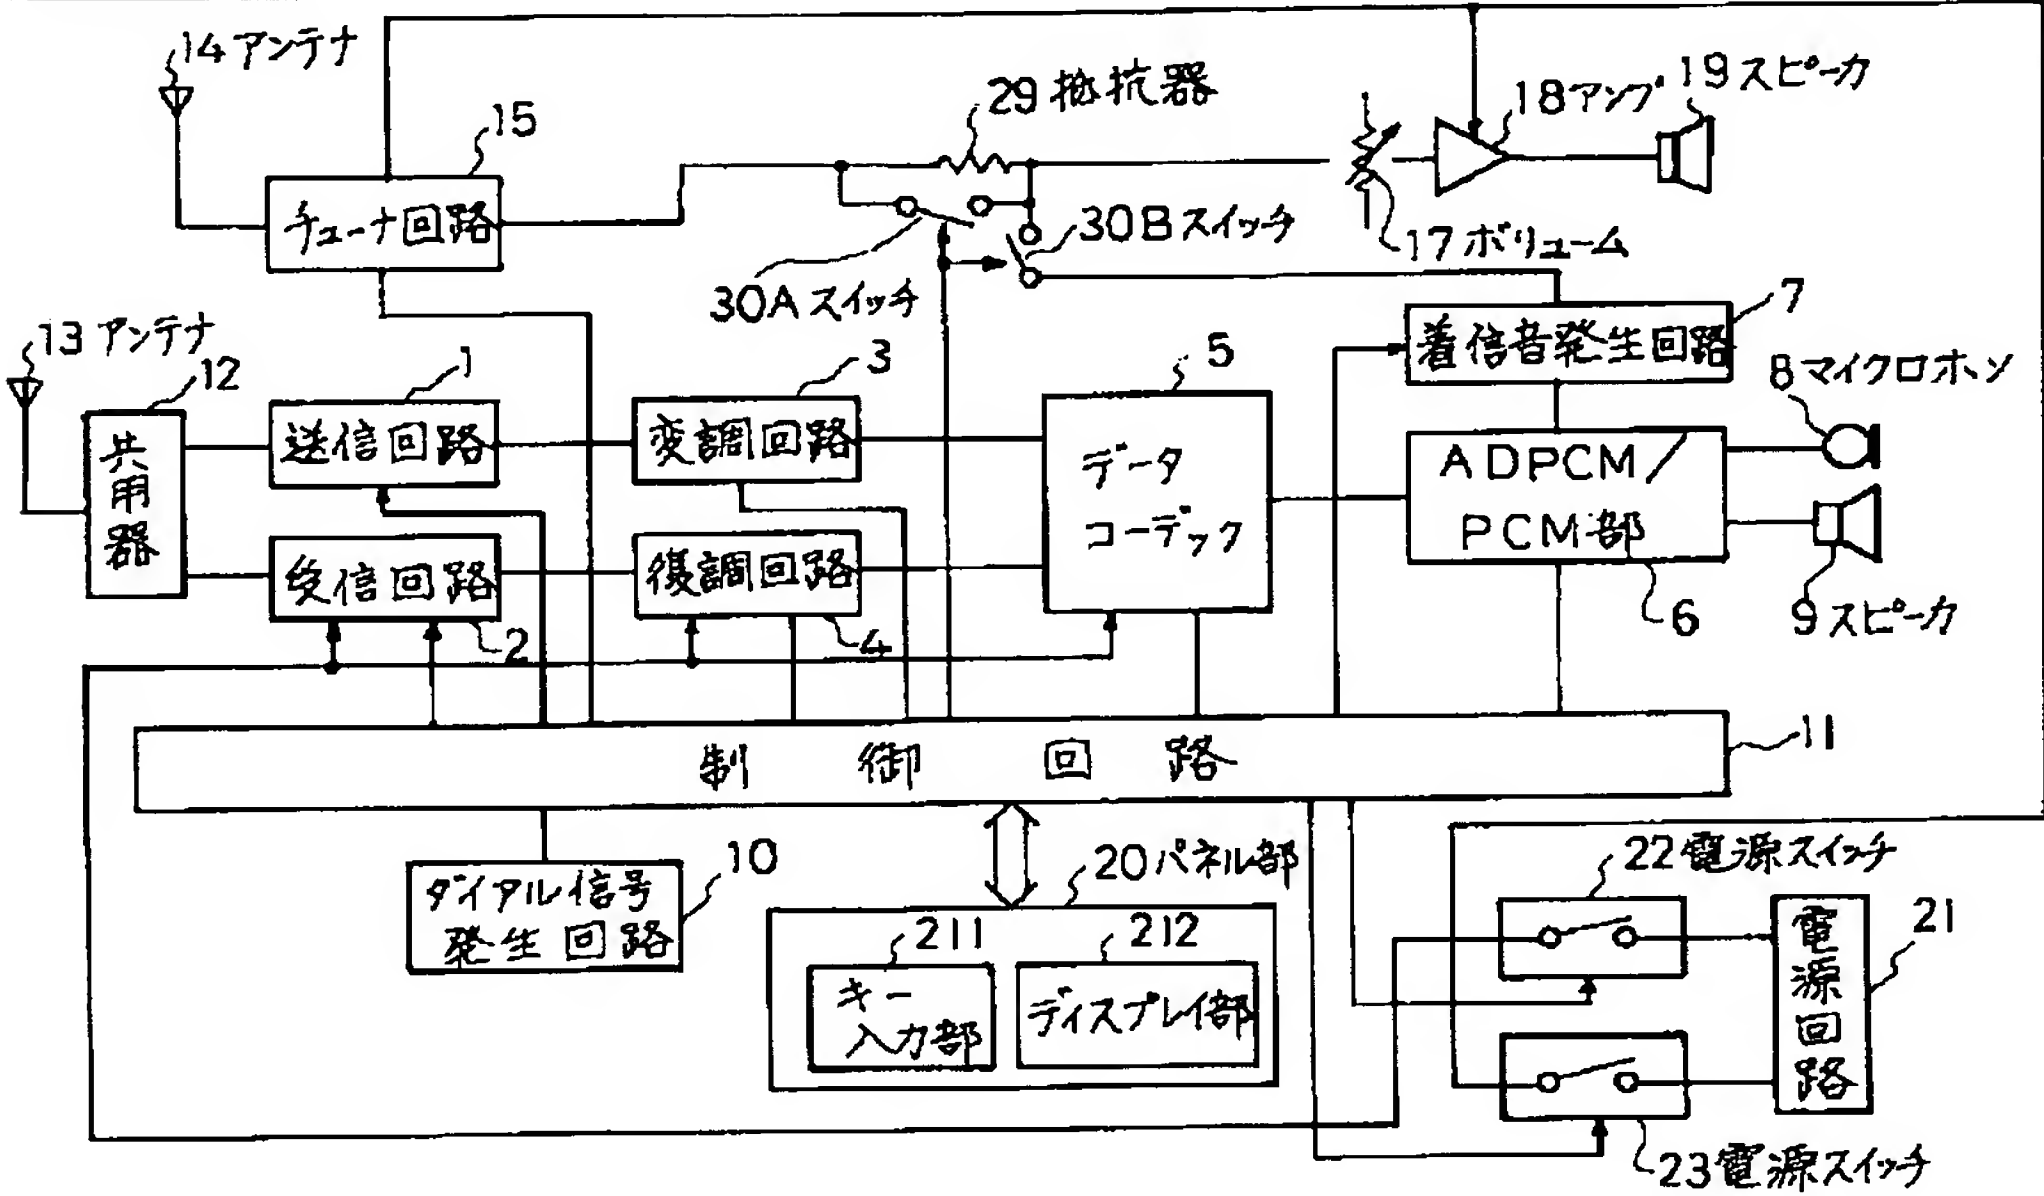 14アンテナ
15
チューナ回路
29抵抗器
18アンプ
19スピーカ
17ボリューム
30Aスイッチ
30Bスイッチ
7
着信音発生回路
13アンテナ
12
共用器
1
送信回路
3
変調回路
5
データ
コーデック
8マイクロホン
ADPCM/
PCM部
6
9スピーカ
受信回路
2
復調回路
4
制御回路
11
10
ダイアル信号
発生回路
20パネル部
211
キー
入力部
212
ディスプレイ部
22電源スイッチ
21
電源回路
23電源スイッチ